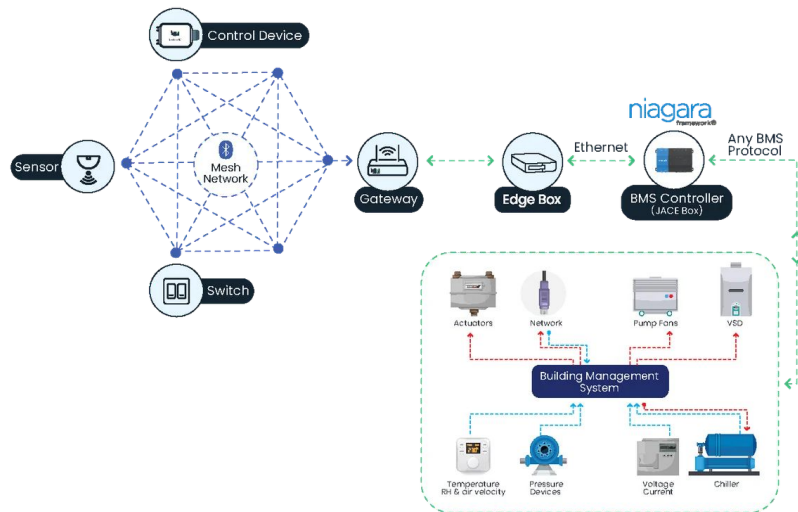 Control Device
niagara
framework®
Sensor
Mesh
Network
Ethernet
Any BMS
Protocol
Gateway
Edge Box
BMS Controller
(JACE Box)
Switch
Actuators
Network
Pump Fans
VSD
Building Management
System
Temperature
RH & air velocity
Pressure
Devices
Voltage
Current
Chiller